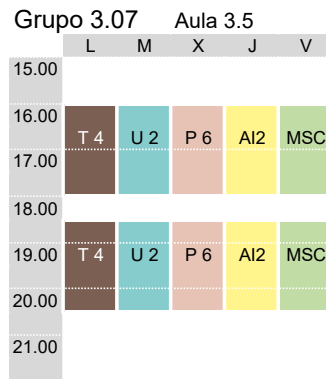 Grupo 3.07 Aula 3.5
L M X J V
15.00
16.00
T 4 U 2 P 6 AI2 MSC
17.00
18.00
19.00 T 4 U 2 P 6 AI2 MSC
20.00
21.00